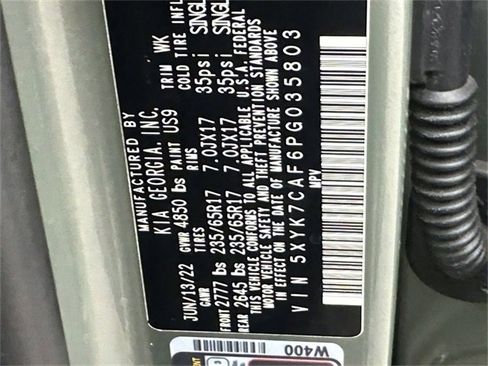 MANUFACTURED BY
KIA GEORGIA, INC.
JUN/13/22 GVWR 4850 lbs PAINT US9 TRIM WK
GAWR TIRES RIMS COLD TIRE INFL
FRONT 2777 lbs 235/65R17 7.0JX17 35psi SINGL
REAR 2645 lbs 235/65R17 7.0JX17 35psi SINGL
THIS VEHICLE CONFORMS TO ALL APPLICABLE U.S.A. FEDERAL
MOTOR VEHICLE SAFETY AND THEFT PREVENTION STANDARDS
IN EFFECT ON THE DATE OF MANUFACTURE SHOWN ABOVE
VIN 5XYK7CAF6PG035803
MPV
W400